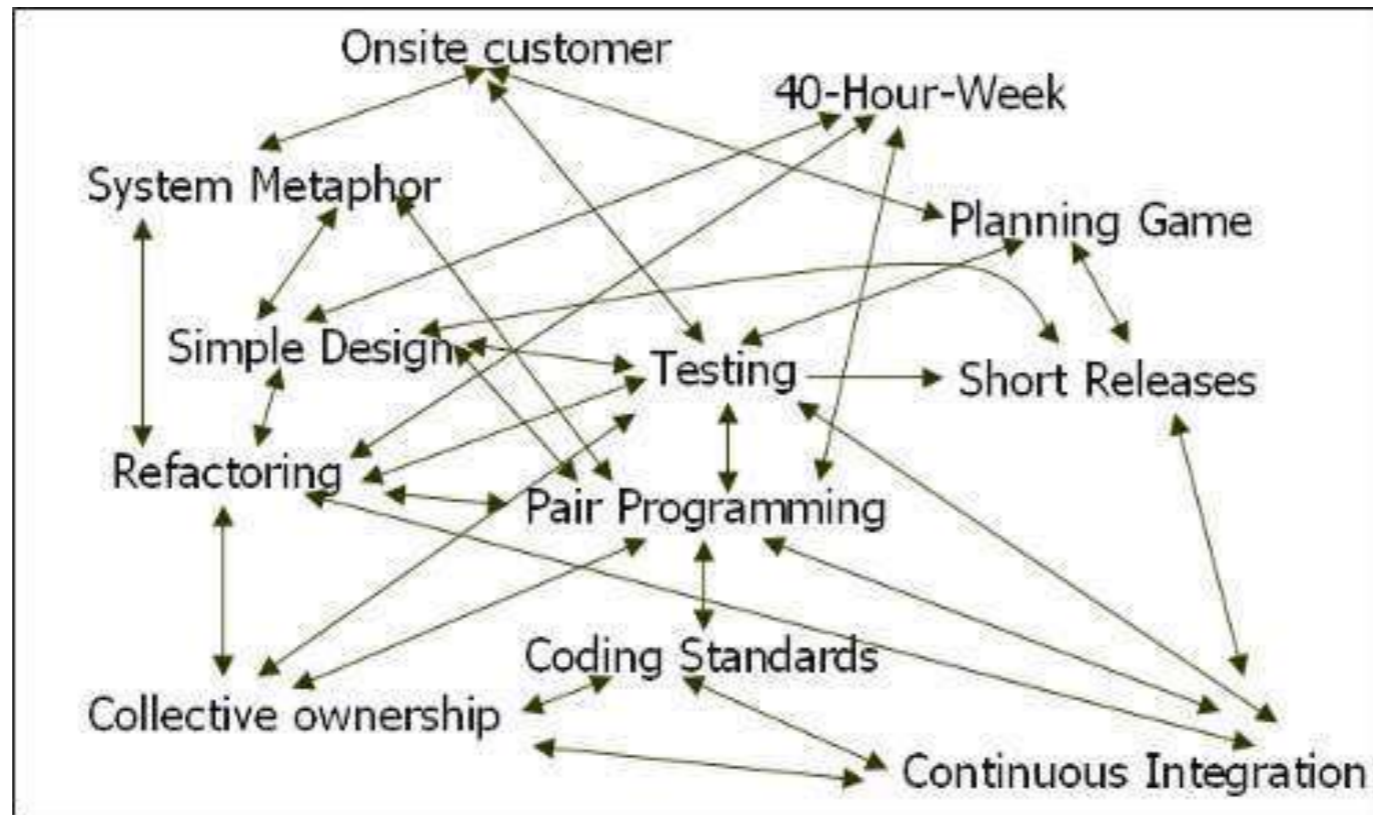 Onsite customer
40-Hour-Week
System Metaphor
Planning Game
Simple Design
Testing
Short Releases
Refactoring
Pair Programming
Coding Standards
Collective ownership
Continuous Integration